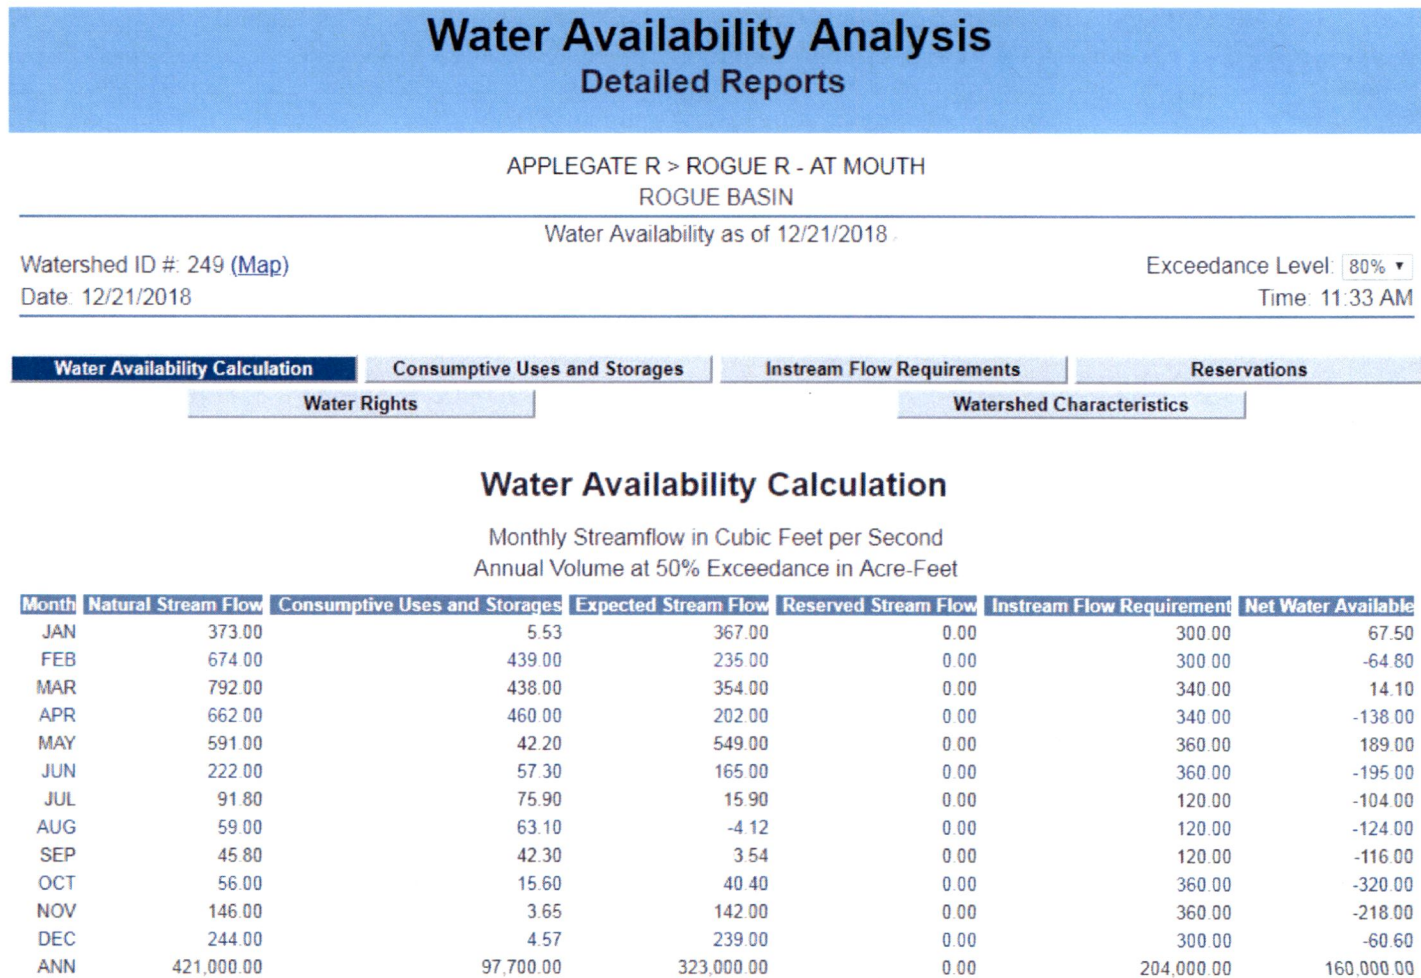 Water Availability Analysis
Detailed Reports
APPLEGATE R > ROGUE R - AT MOUTH
ROGUE BASIN
Water Availability as of 12/21/2018
Watershed ID #: 249 (Map) Exceedance Level: 80% ▼
Date: 12/21/2018 Time: 11:33 AM
Water Availability Calculation Consumptive Uses and Storages Instream Flow Requirements Reservations
Water Rights Watershed Characteristics
Water Availability Calculation
Monthly Streamflow in Cubic Feet per Second
Annual Volume at 50% Exceedance in Acre-Feet
Month Natural Stream Flow Consumptive Uses and Storages Expected Stream Flow Reserved Stream Flow Instream Flow Requirement Net Water Available
JAN 373.00 5.53 367.00 0.00 300.00 67.50
FEB 674.00 439.00 235.00 0.00 300.00 -64.80
MAR 792.00 438.00 354.00 0.00 340.00 14.10
APR 662.00 460.00 202.00 0.00 340.00 -138.00
MAY 591.00 42.20 549.00 0.00 360.00 189.00
JUN 222.00 57.30 165.00 0.00 360.00 -195.00
JUL 91.80 75.90 15.90 0.00 120.00 -104.00
AUG 59.00 63.10 -4.12 0.00 120.00 -124.00
SEP 45.80 42.30 3.54 0.00 120.00 -116.00
OCT 56.00 15.60 40.40 0.00 360.00 -320.00
NOV 146.00 3.65 142.00 0.00 360.00 -218.00
DEC 244.00 4.57 239.00 0.00 300.00 -60.60
ANN 421,000.00 97,700.00 323,000.00 0.00 204,000.00 160,000.00